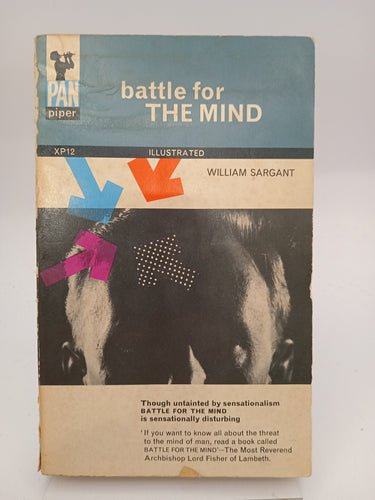 PAN
piper
battle for
THE MIND
XP12 ILLUSTRATED
WILLIAM SARGANT
Though untainted by sensationalism
BATTLE FOR THE MIND
is sensationally disturbing
'If you want to know all about the threat
to the mind of man, read a book called
BATTLE FOR THE MIND'—The Most Reverend
Archbishop Lord Fisher of Lambeth.